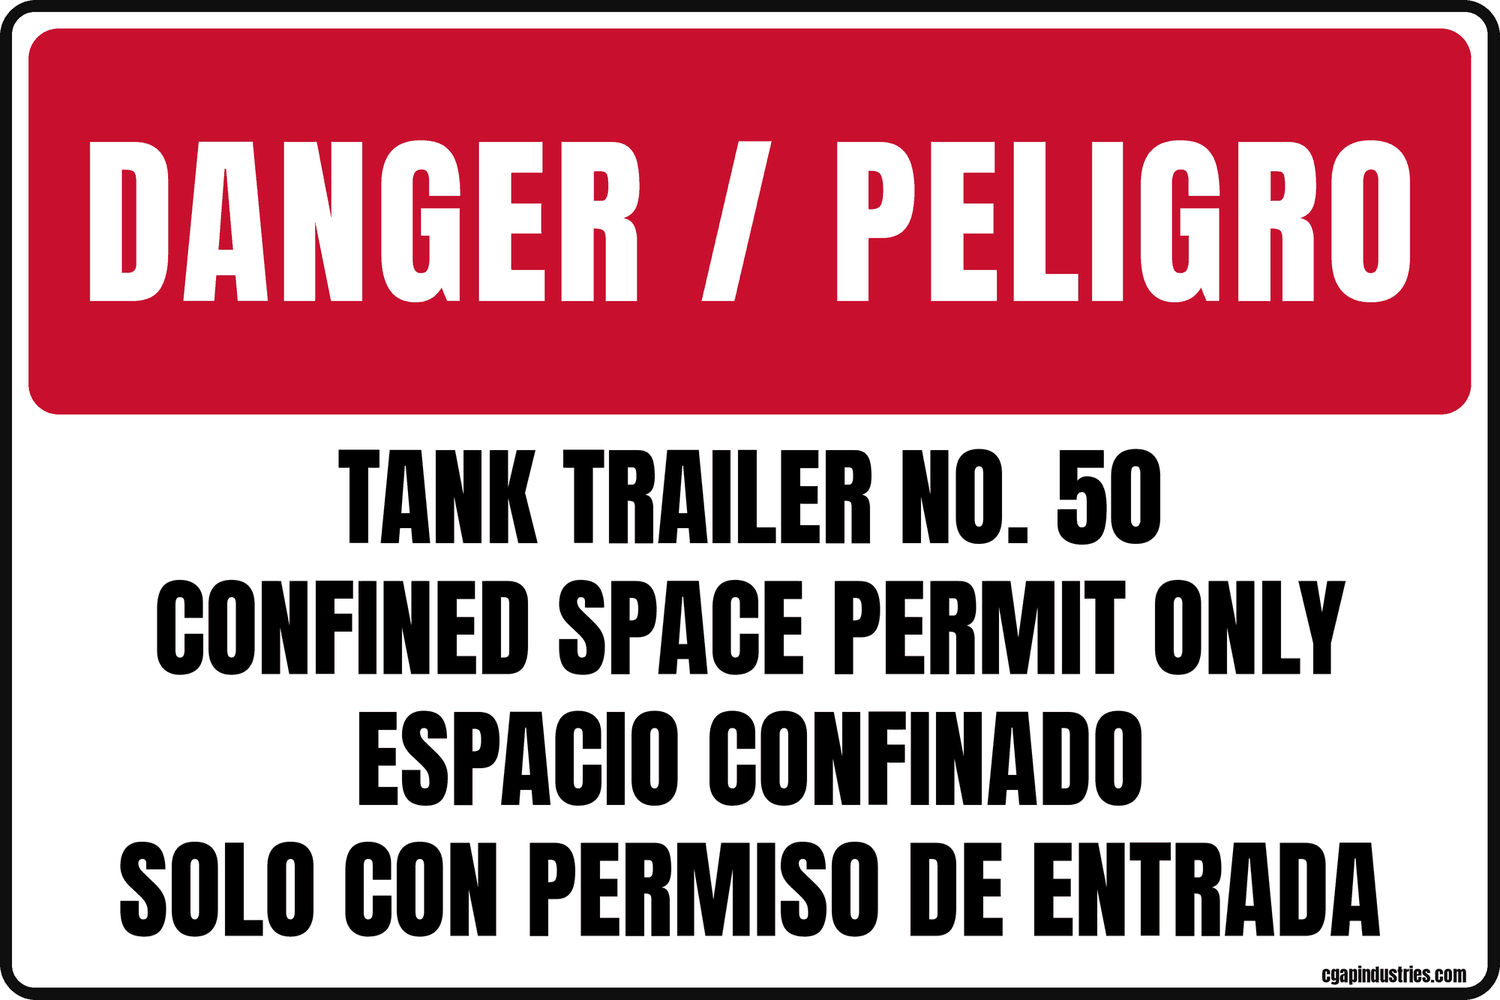 DANGER / PELIGRO
TANK TRAILER NO. 50
CONFINED SPACE PERMIT ONLY
ESPACIO CONFINADO
SOLO CON PERMISO DE ENTRADA
cgapindustries.com